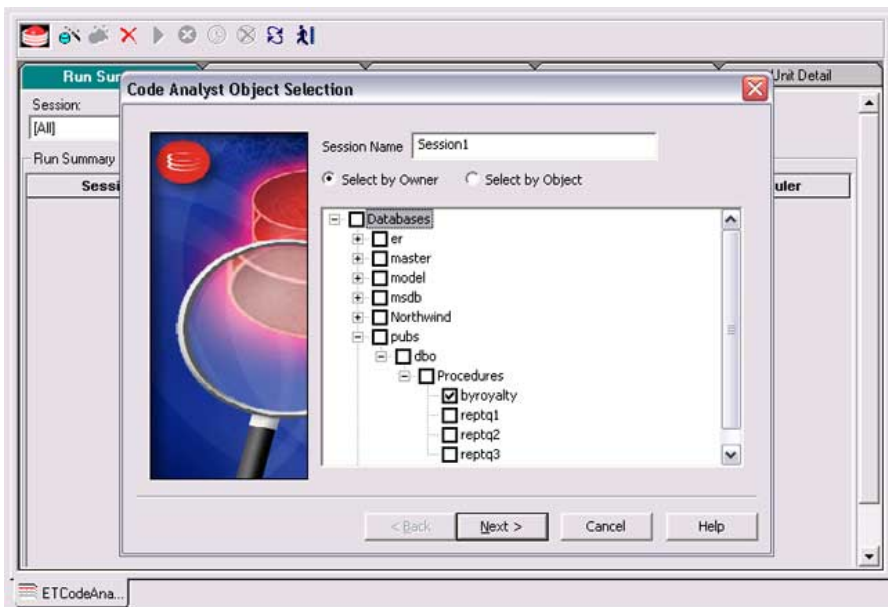 Run Sur
Unit Detail
Code Analyst Object Selection
Session:
[All]
Session Name Session1
Run Summary
Select by Owner Select by Object
Sessi
uler
Databases
er
master
model
msdb
Northwind
pubs
dbo
Procedures
byroyalty
reptq1
reptq2
reptq3
< Back Next > Cancel Help
ETCodeAna...